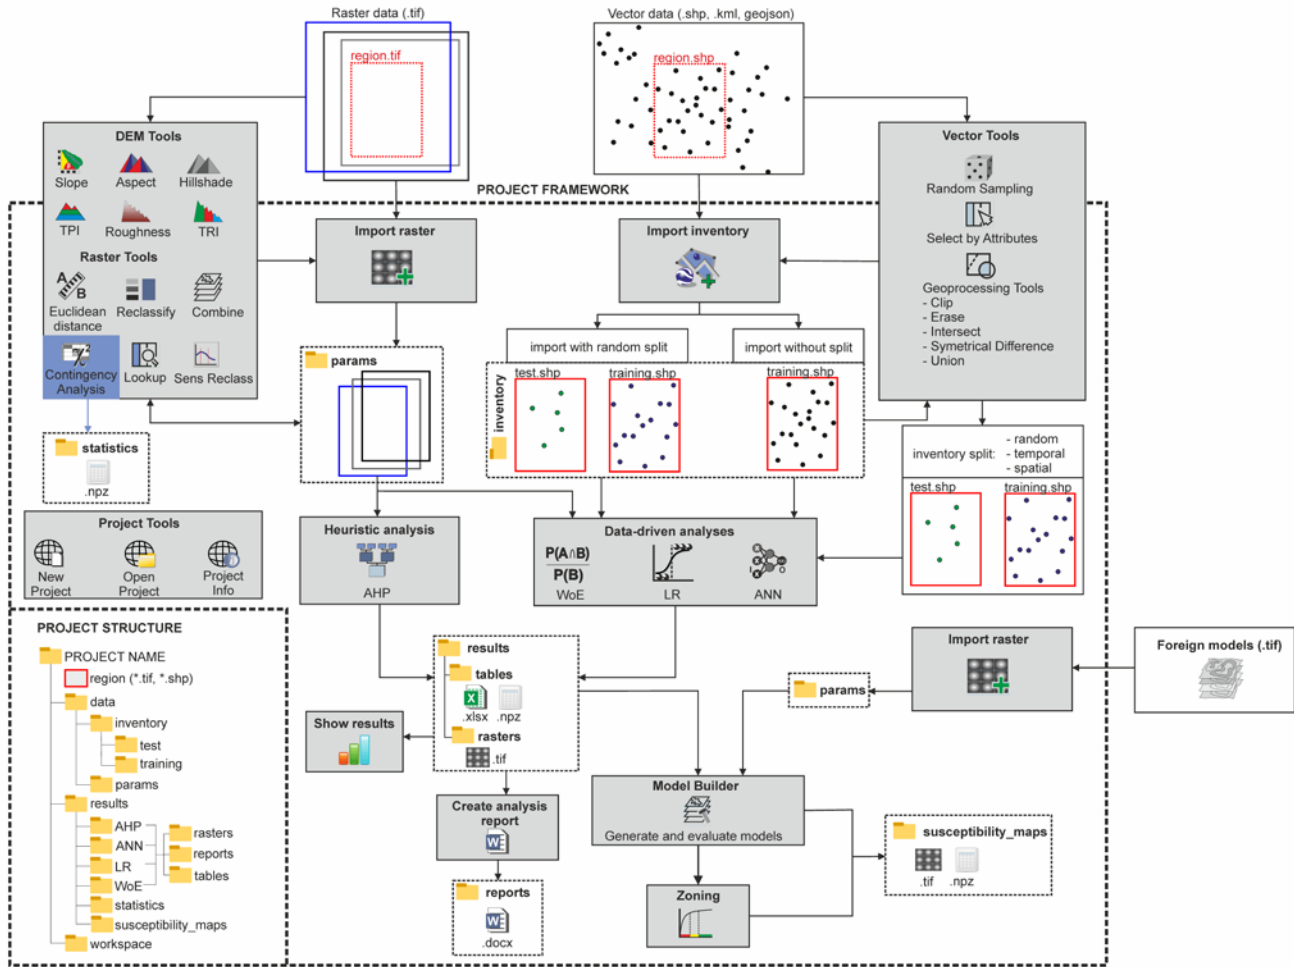 Raster data (.tif)
Vector data (.shp, .kml, geojson)
region.tif
region.shp
DEM Tools
Slope
Aspect
Hillshade
TPI
Roughness
TRI
Raster Tools
A
B
Euclidean
distance
Reclassify
Combine
χ²
Contingency
Analysis
Lookup
Sens Reclass
Vector Tools
Random Sampling
Select by Attributes
Geoprocessing Tools
- Clip
- Erase
- Intersect
- Symetrical Difference
- Union
PROJECT FRAMEWORK
Import raster
Import inventory
import with random split
import without split
params
inventory
test.shp
training.shp
training.shp
statistics
.npz
inventory split:
- random
- temporal
- spatial
test.shp
training.shp
Project Tools
New
Project
Open
Project
Project
Info
Heuristic analysis
AHP
Data-driven analyses
P(A∩B)
P(B)
WoE
LR
ANN
PROJECT STRUCTURE
PROJECT NAME
region (*.tif, *.shp)
data
inventory
test
training
params
results
AHP
ANN
LR
WoE
rasters
reports
tables
statistics
susceptibility_maps
workspace
results
tables
.xlsx
.npz
rasters
.tif
Show results
Create analysis
report
reports
.docx
Import raster
params
Foreign models (.tif)
Model Builder
Generate and evaluate models
Zoning
susceptibility_maps
.tif
.npz